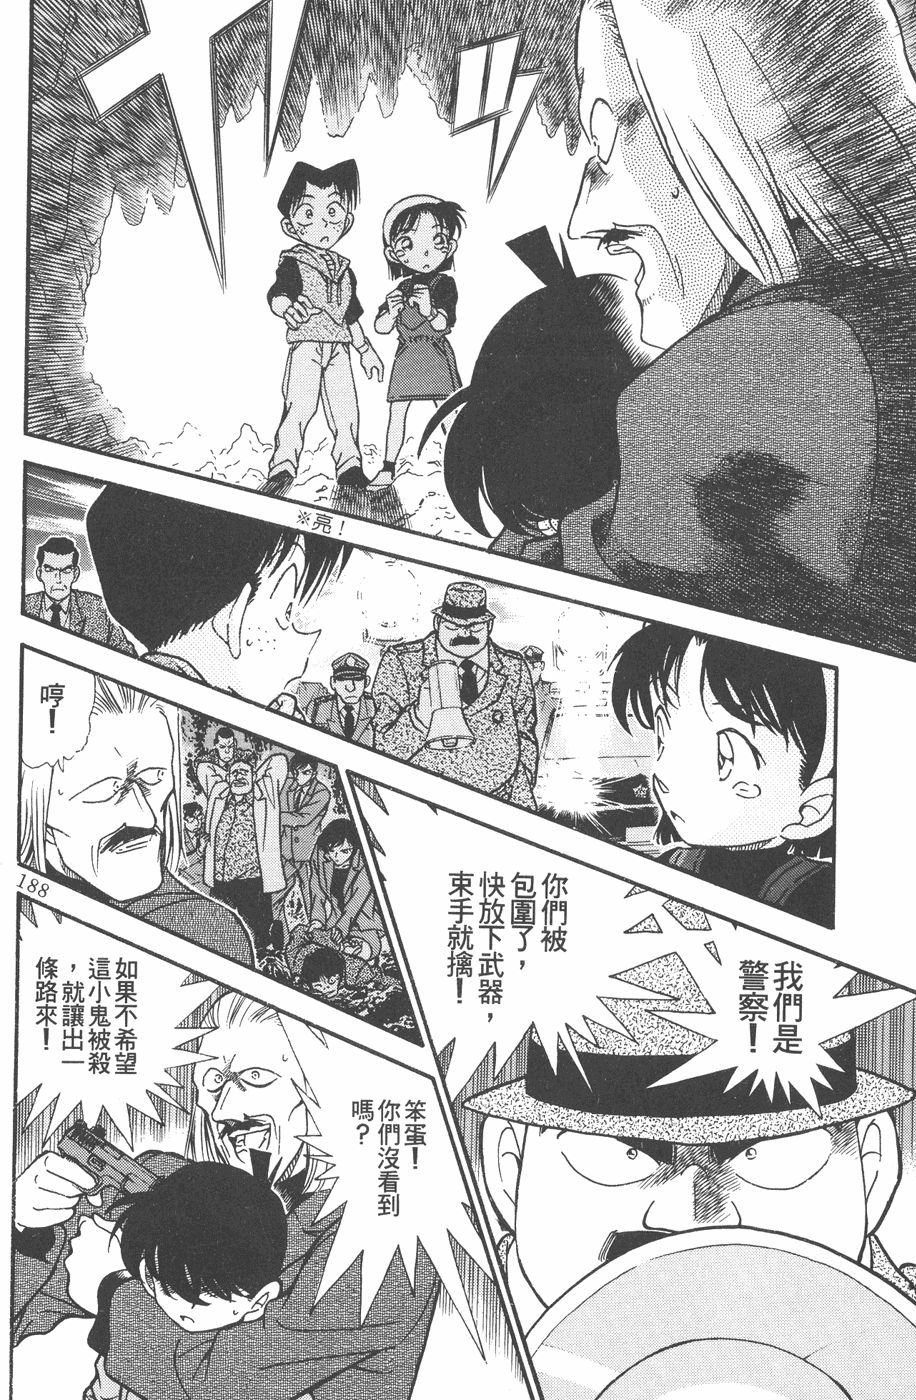 ※亮！
我們是
警察！
你們被
包圍了，
快放下武器，
束手就擒！
哼！
笨蛋！
你們沒看到
嗎？
如果不希望
這小鬼被殺
，就讓出一
條路來！
188